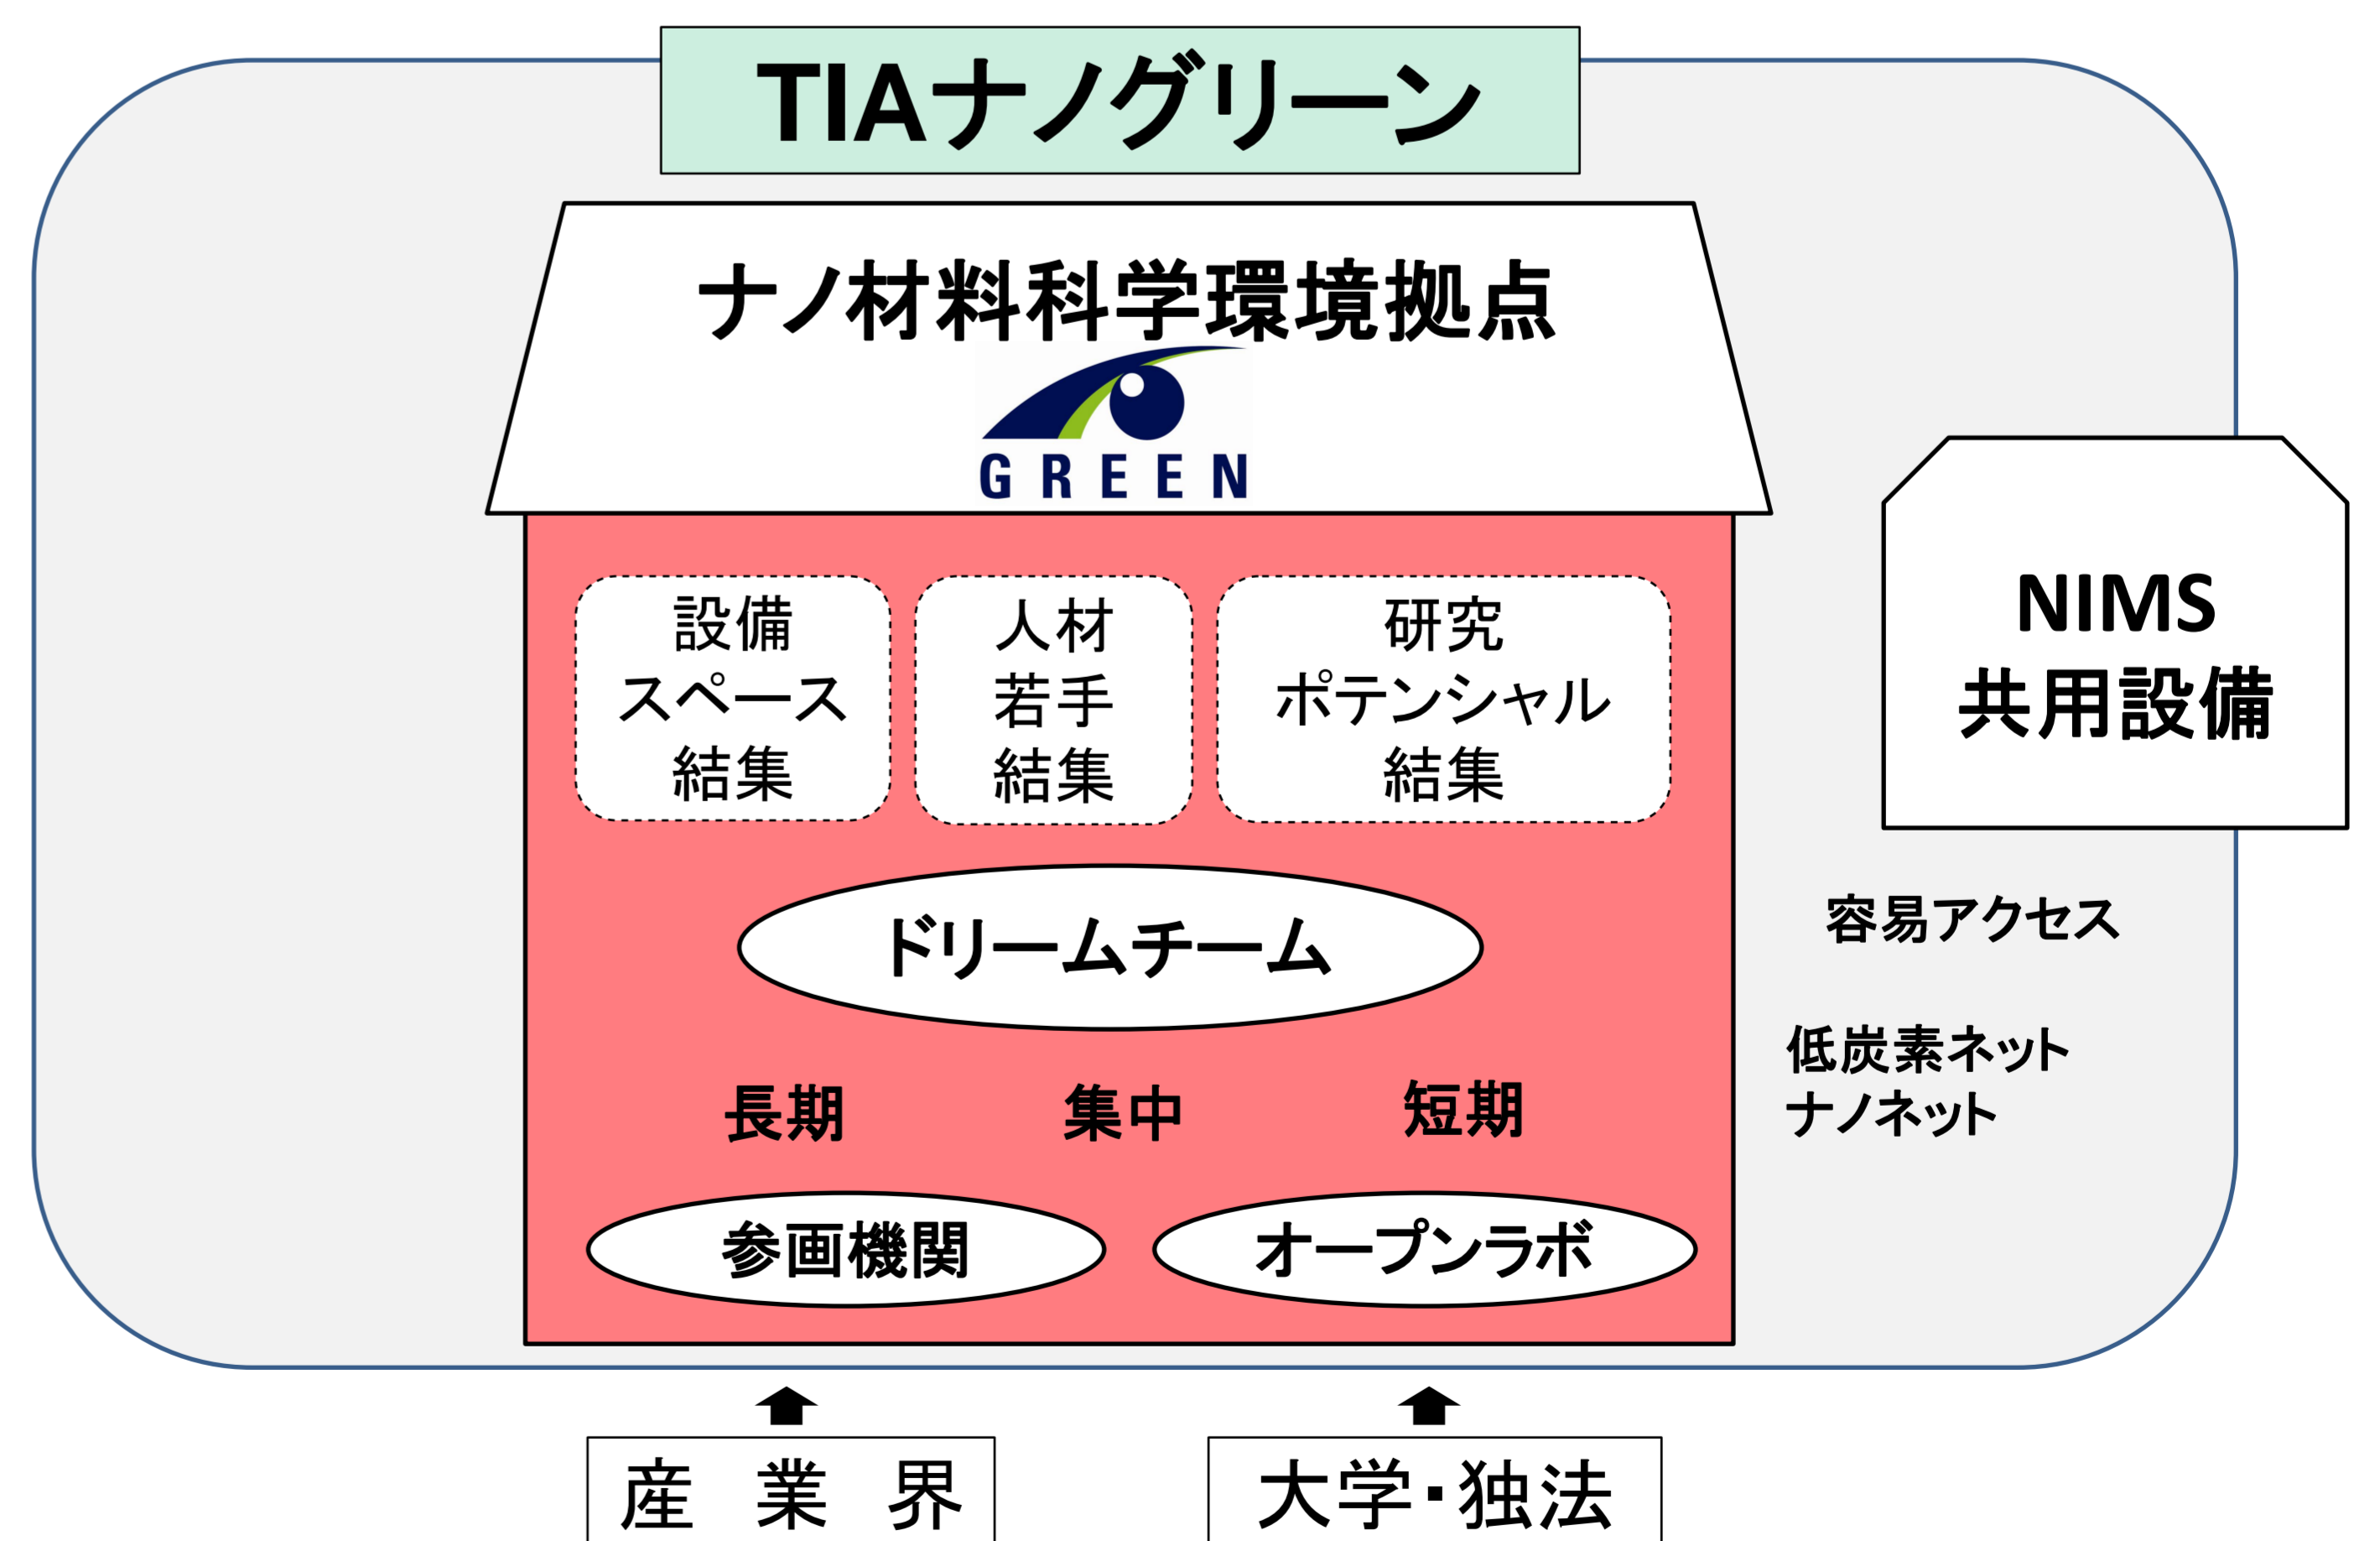 TIAナノグリーン
ナノ材料科学環境拠点
GREEN
設備
スペース
結集
人材
若手
結集
研究
ポテンシャル
結集
NIMS
共用設備
ドリームチーム
容易アクセス
低炭素ネット
ナノネット
長期
集中
短期
参画機関
オープンラボ
産 業 界
大学・独法